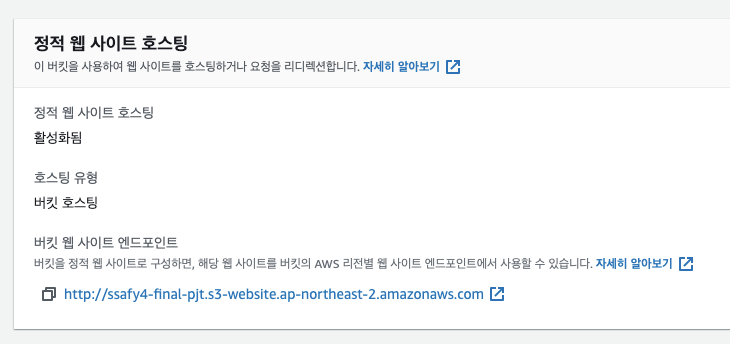 정적 웹 사이트 호스팅
이 버킷을 사용하여 웹 사이트를 호스팅하거나 요청을 리디렉션합니다. 자세히 알아보기
정적 웹 사이트 호스팅
활성화됨
호스팅 유형
버킷 호스팅
버킷 웹 사이트 엔드포인트
버킷을 정적 웹 사이트로 구성하면, 해당 웹 사이트를 버킷의 AWS 리전별 웹 사이트 엔드포인트에서 사용할 수 있습니다. 자세히 알아보기
http://ssafy4-final-pjt.s3-website.ap-northeast-2.amazonaws.com